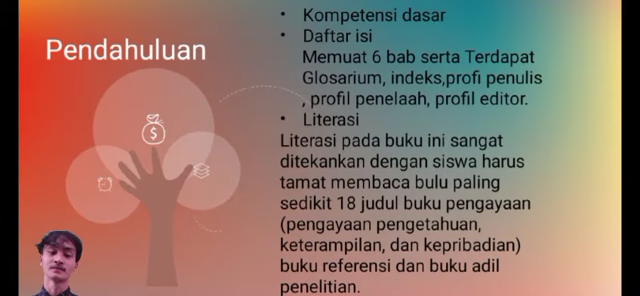 Pendahuluan
• Kompetensi dasar
• Daftar isi
Memuat 6 bab serta Terdapat
Glosarium, indeks,profi penulis
, profil penelaah, profil editor.
• Literasi
Literasi pada buku ini sangat
ditekankan dengan siswa harus
tamat membaca bulu paling
sedikit 18 judul buku pengayaan
(pengayaan pengetahuan,
keterampilan, dan kepribadian)
buku referensi dan buku adil
penelitian.
$